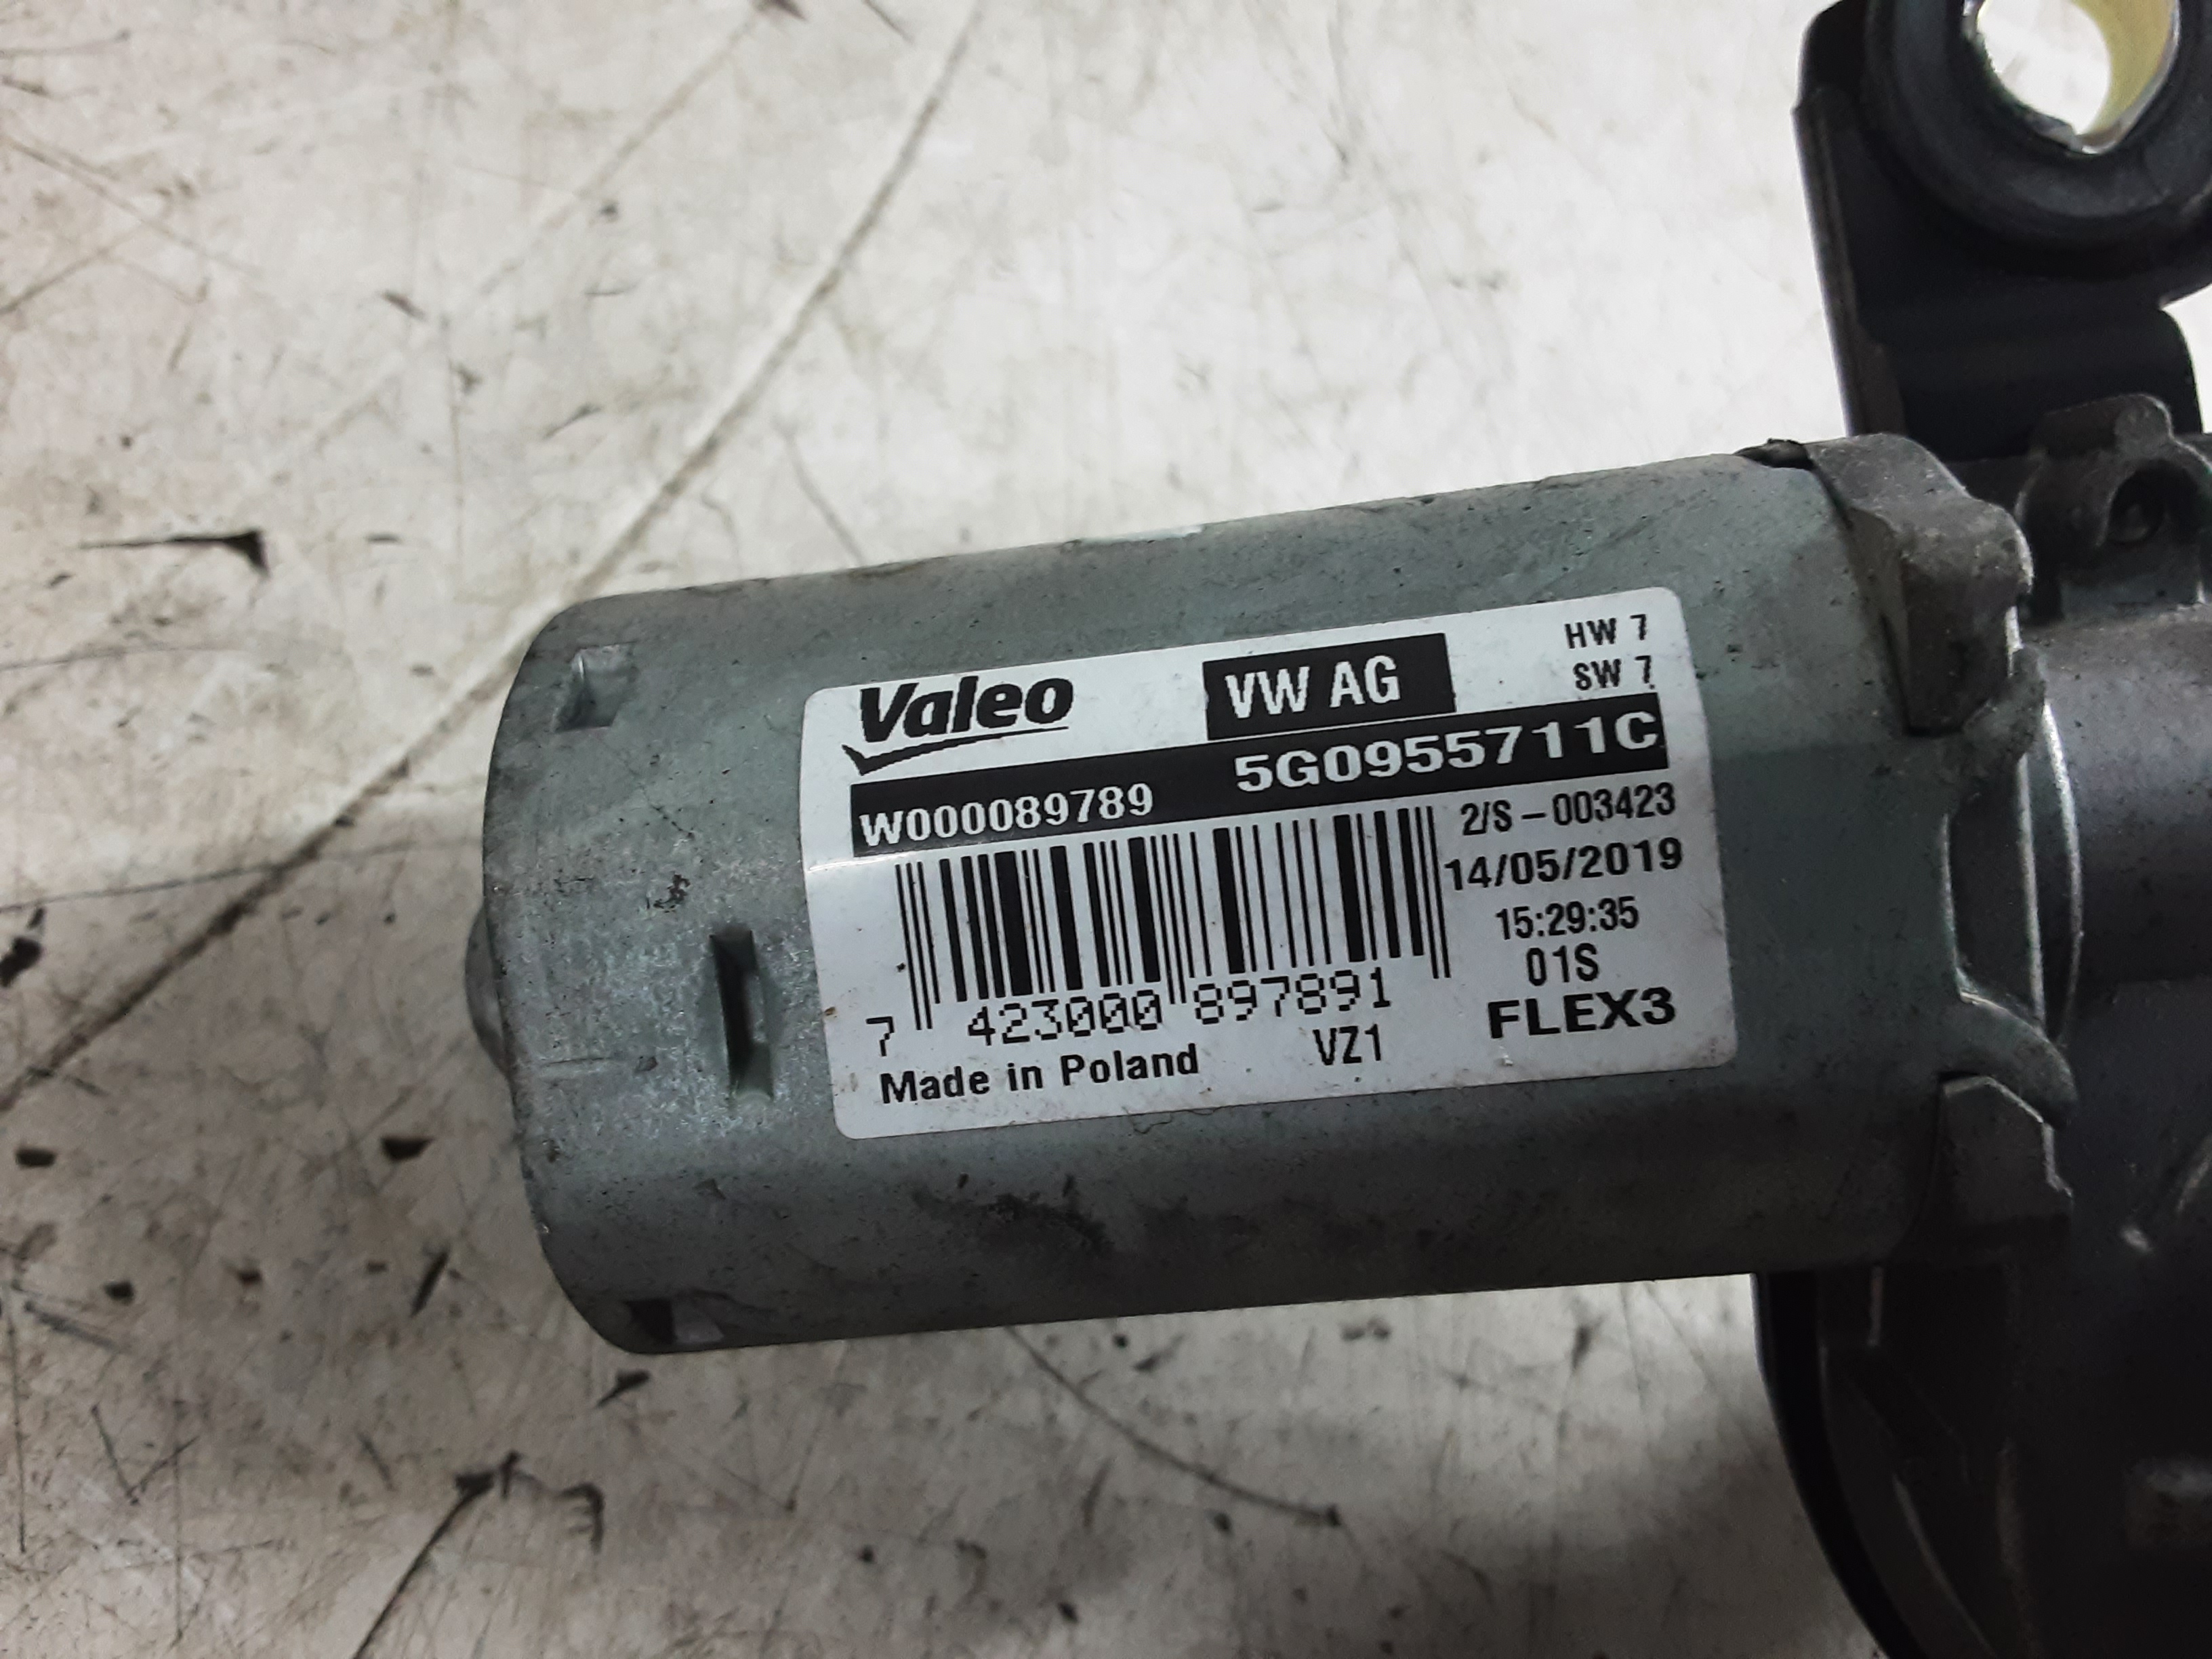 Valeo VW AG HW 7
SW 7
W000089789 5G0955711C
2/S - 003423
14/05/2019
15:29:35
01S
7 423000 897891
FLEX3
Made in Poland VZ1